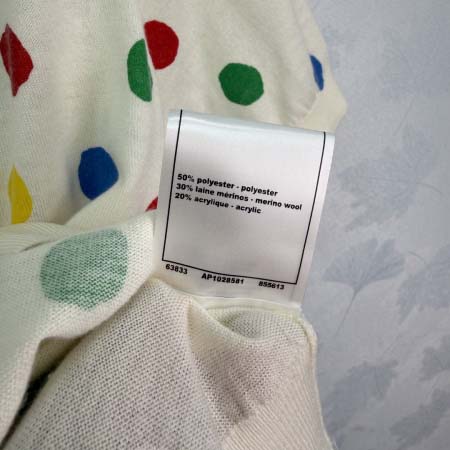 50% polyester - polyester
30% laine mérinos - merino wool
20% acrylique - acrylic
63833 AP1028581 855613